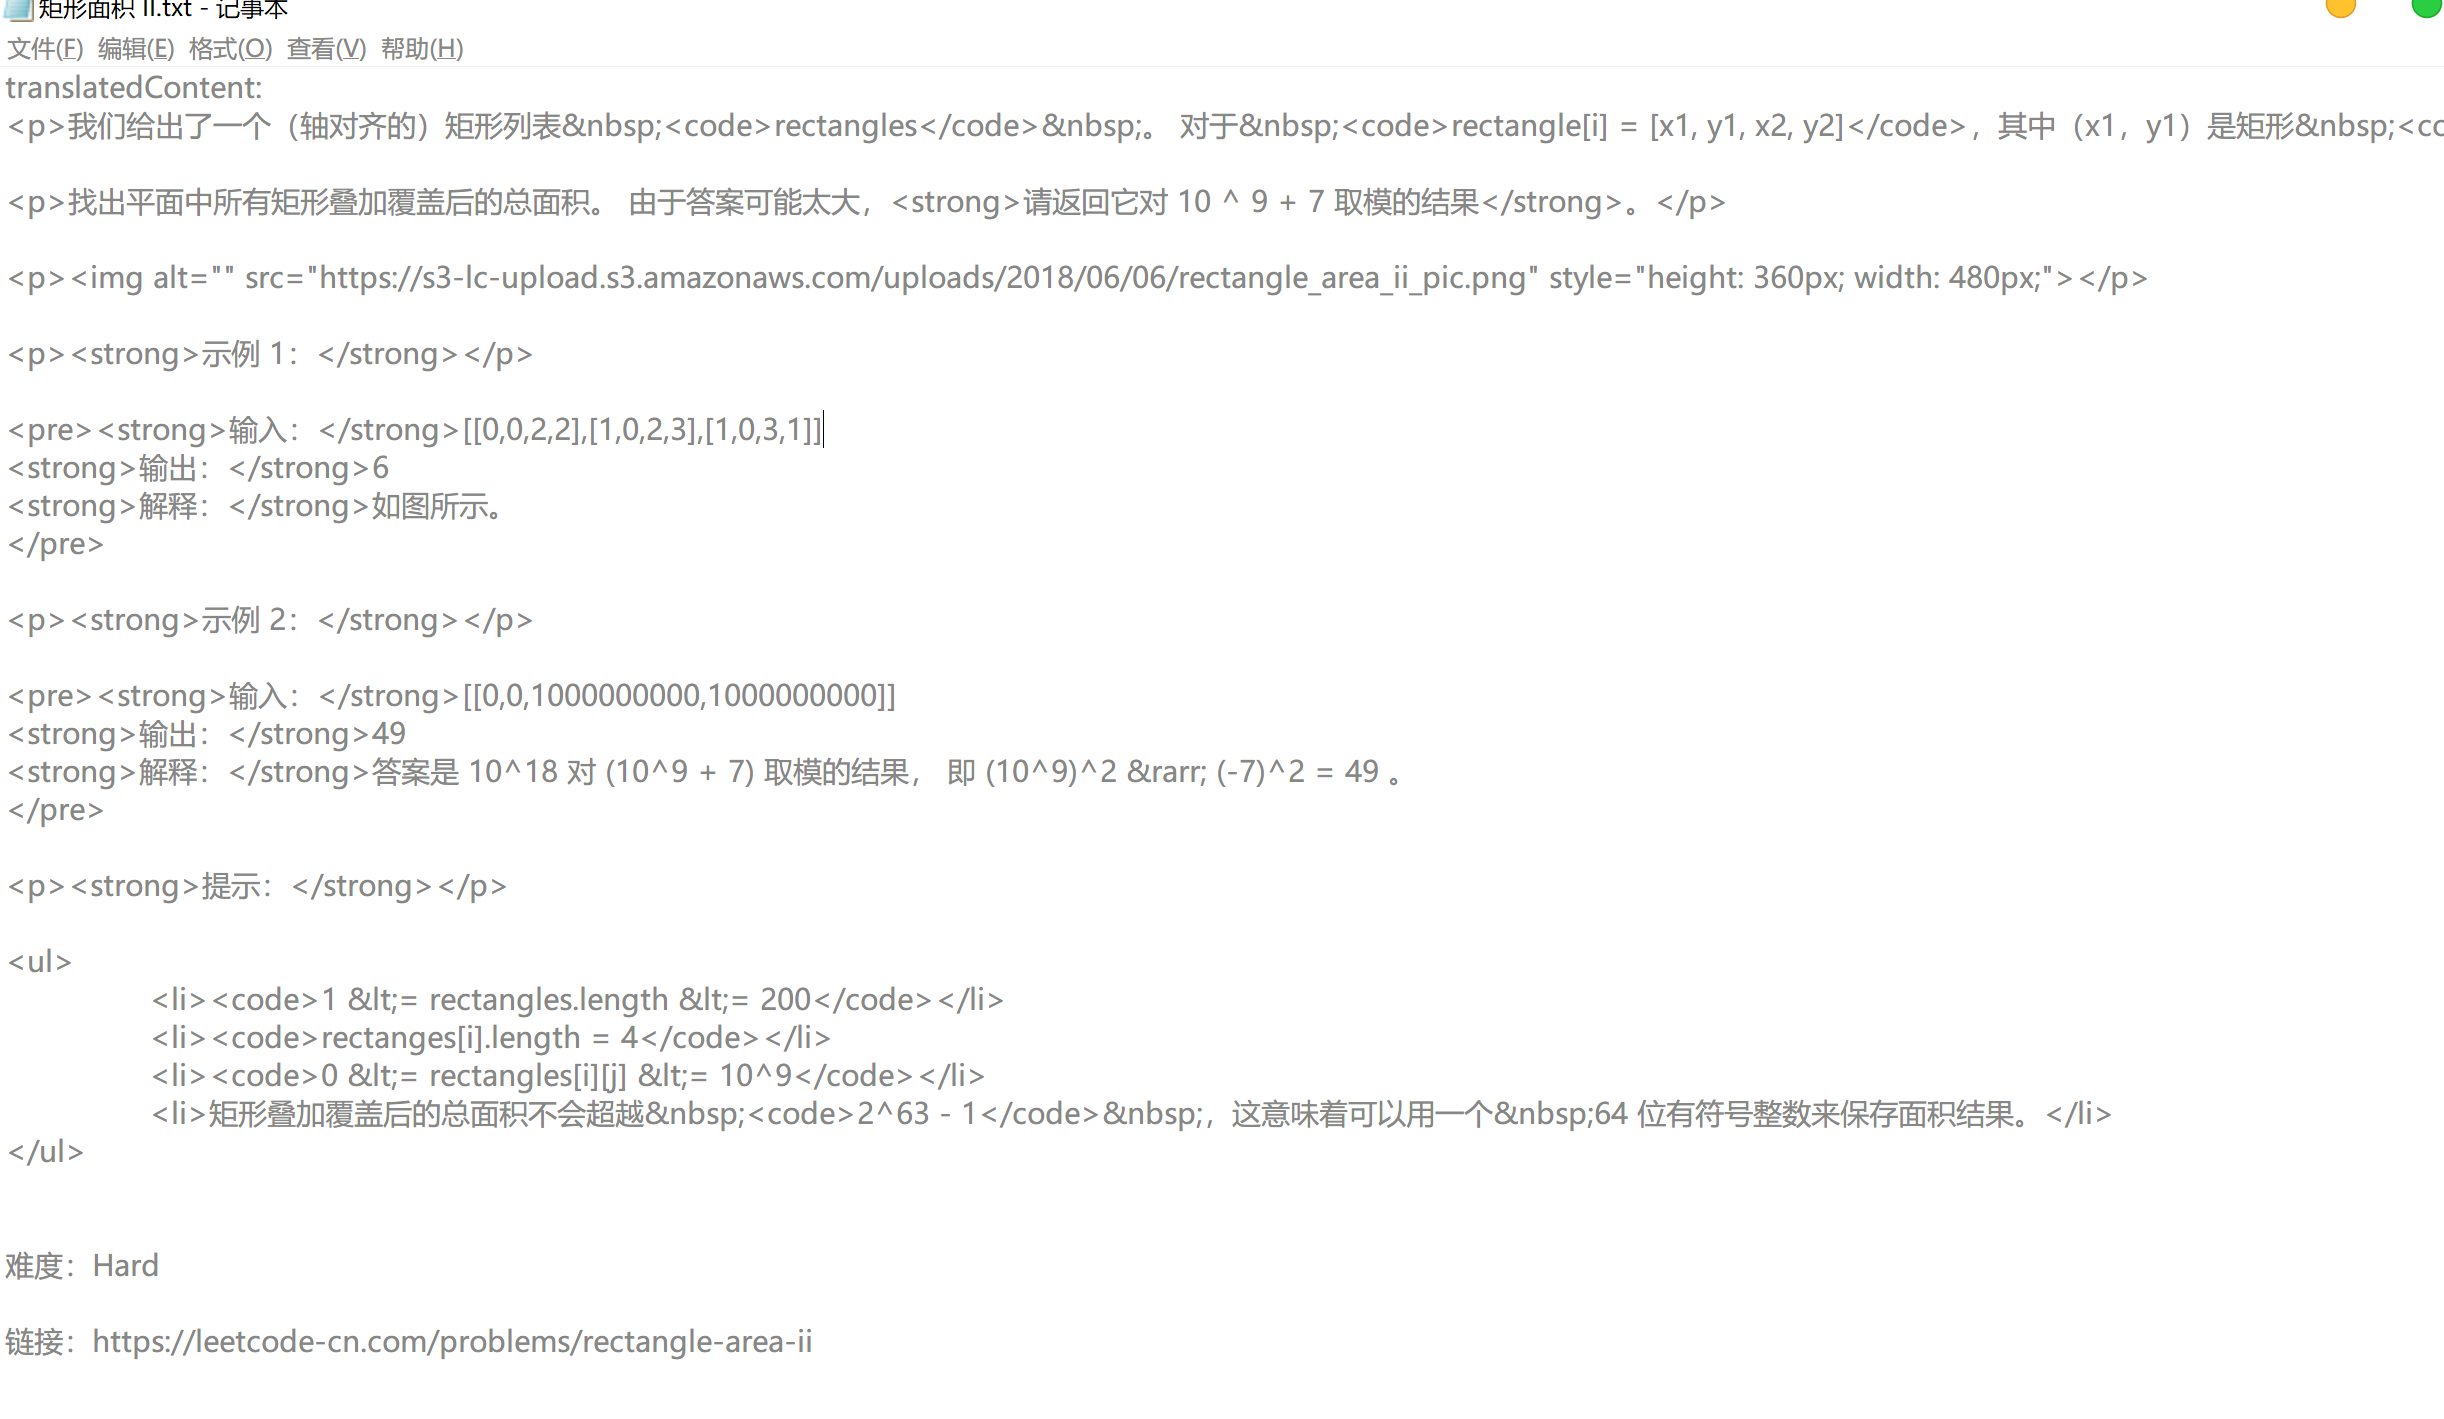 矩形面积 II.txt - 记事本
文件(F) 编辑(E) 格式(O) 查看(V) 帮助(H)
translatedContent:
<p>我们给出了一个（轴对齐的）矩形列表&nbsp;<code>rectangles</code>&nbsp;。 对于&nbsp;<code>rectangle[i] = [x1, y1, x2, y2]</code>，其中（x1，y1）是矩形&nbsp;<co
<p>找出平面中所有矩形叠加覆盖后的总面积。 由于答案可能太大，<strong>请返回它对 10 ^ 9 + 7 取模的结果</strong>。</p>
<p><img alt="" src="https://s3-lc-upload.s3.amazonaws.com/uploads/2018/06/06/rectangle_area_ii_pic.png" style="height: 360px; width: 480px;"></p>
<p><strong>示例 1：</strong></p>
<pre><strong>输入：</strong>[[0,0,2,2],[1,0,2,3],[1,0,3,1]]
<strong>输出：</strong>6
<strong>解释：</strong>如图所示。
</pre>
<p><strong>示例 2：</strong></p>
<pre><strong>输入：</strong>[[0,0,1000000000,1000000000]]
<strong>输出：</strong>49
<strong>解释：</strong>答案是 10^18 对 (10^9 + 7) 取模的结果， 即 (10^9)^2 &rarr; (-7)^2 = 49 。
</pre>
<p><strong>提示：</strong></p>
<ul>
<li><code>1 &lt;= rectangles.length &lt;= 200</code></li>
<li><code>rectanges[i].length = 4</code></li>
<li><code>0 &lt;= rectangles[i][j] &lt;= 10^9</code></li>
<li>矩形叠加覆盖后的总面积不会超越&nbsp;<code>2^63 - 1</code>&nbsp;，这意味着可以用一个&nbsp;64 位有符号整数来保存面积结果。</li>
</ul>
难度：Hard
链接：https://leetcode-cn.com/problems/rectangle-area-ii